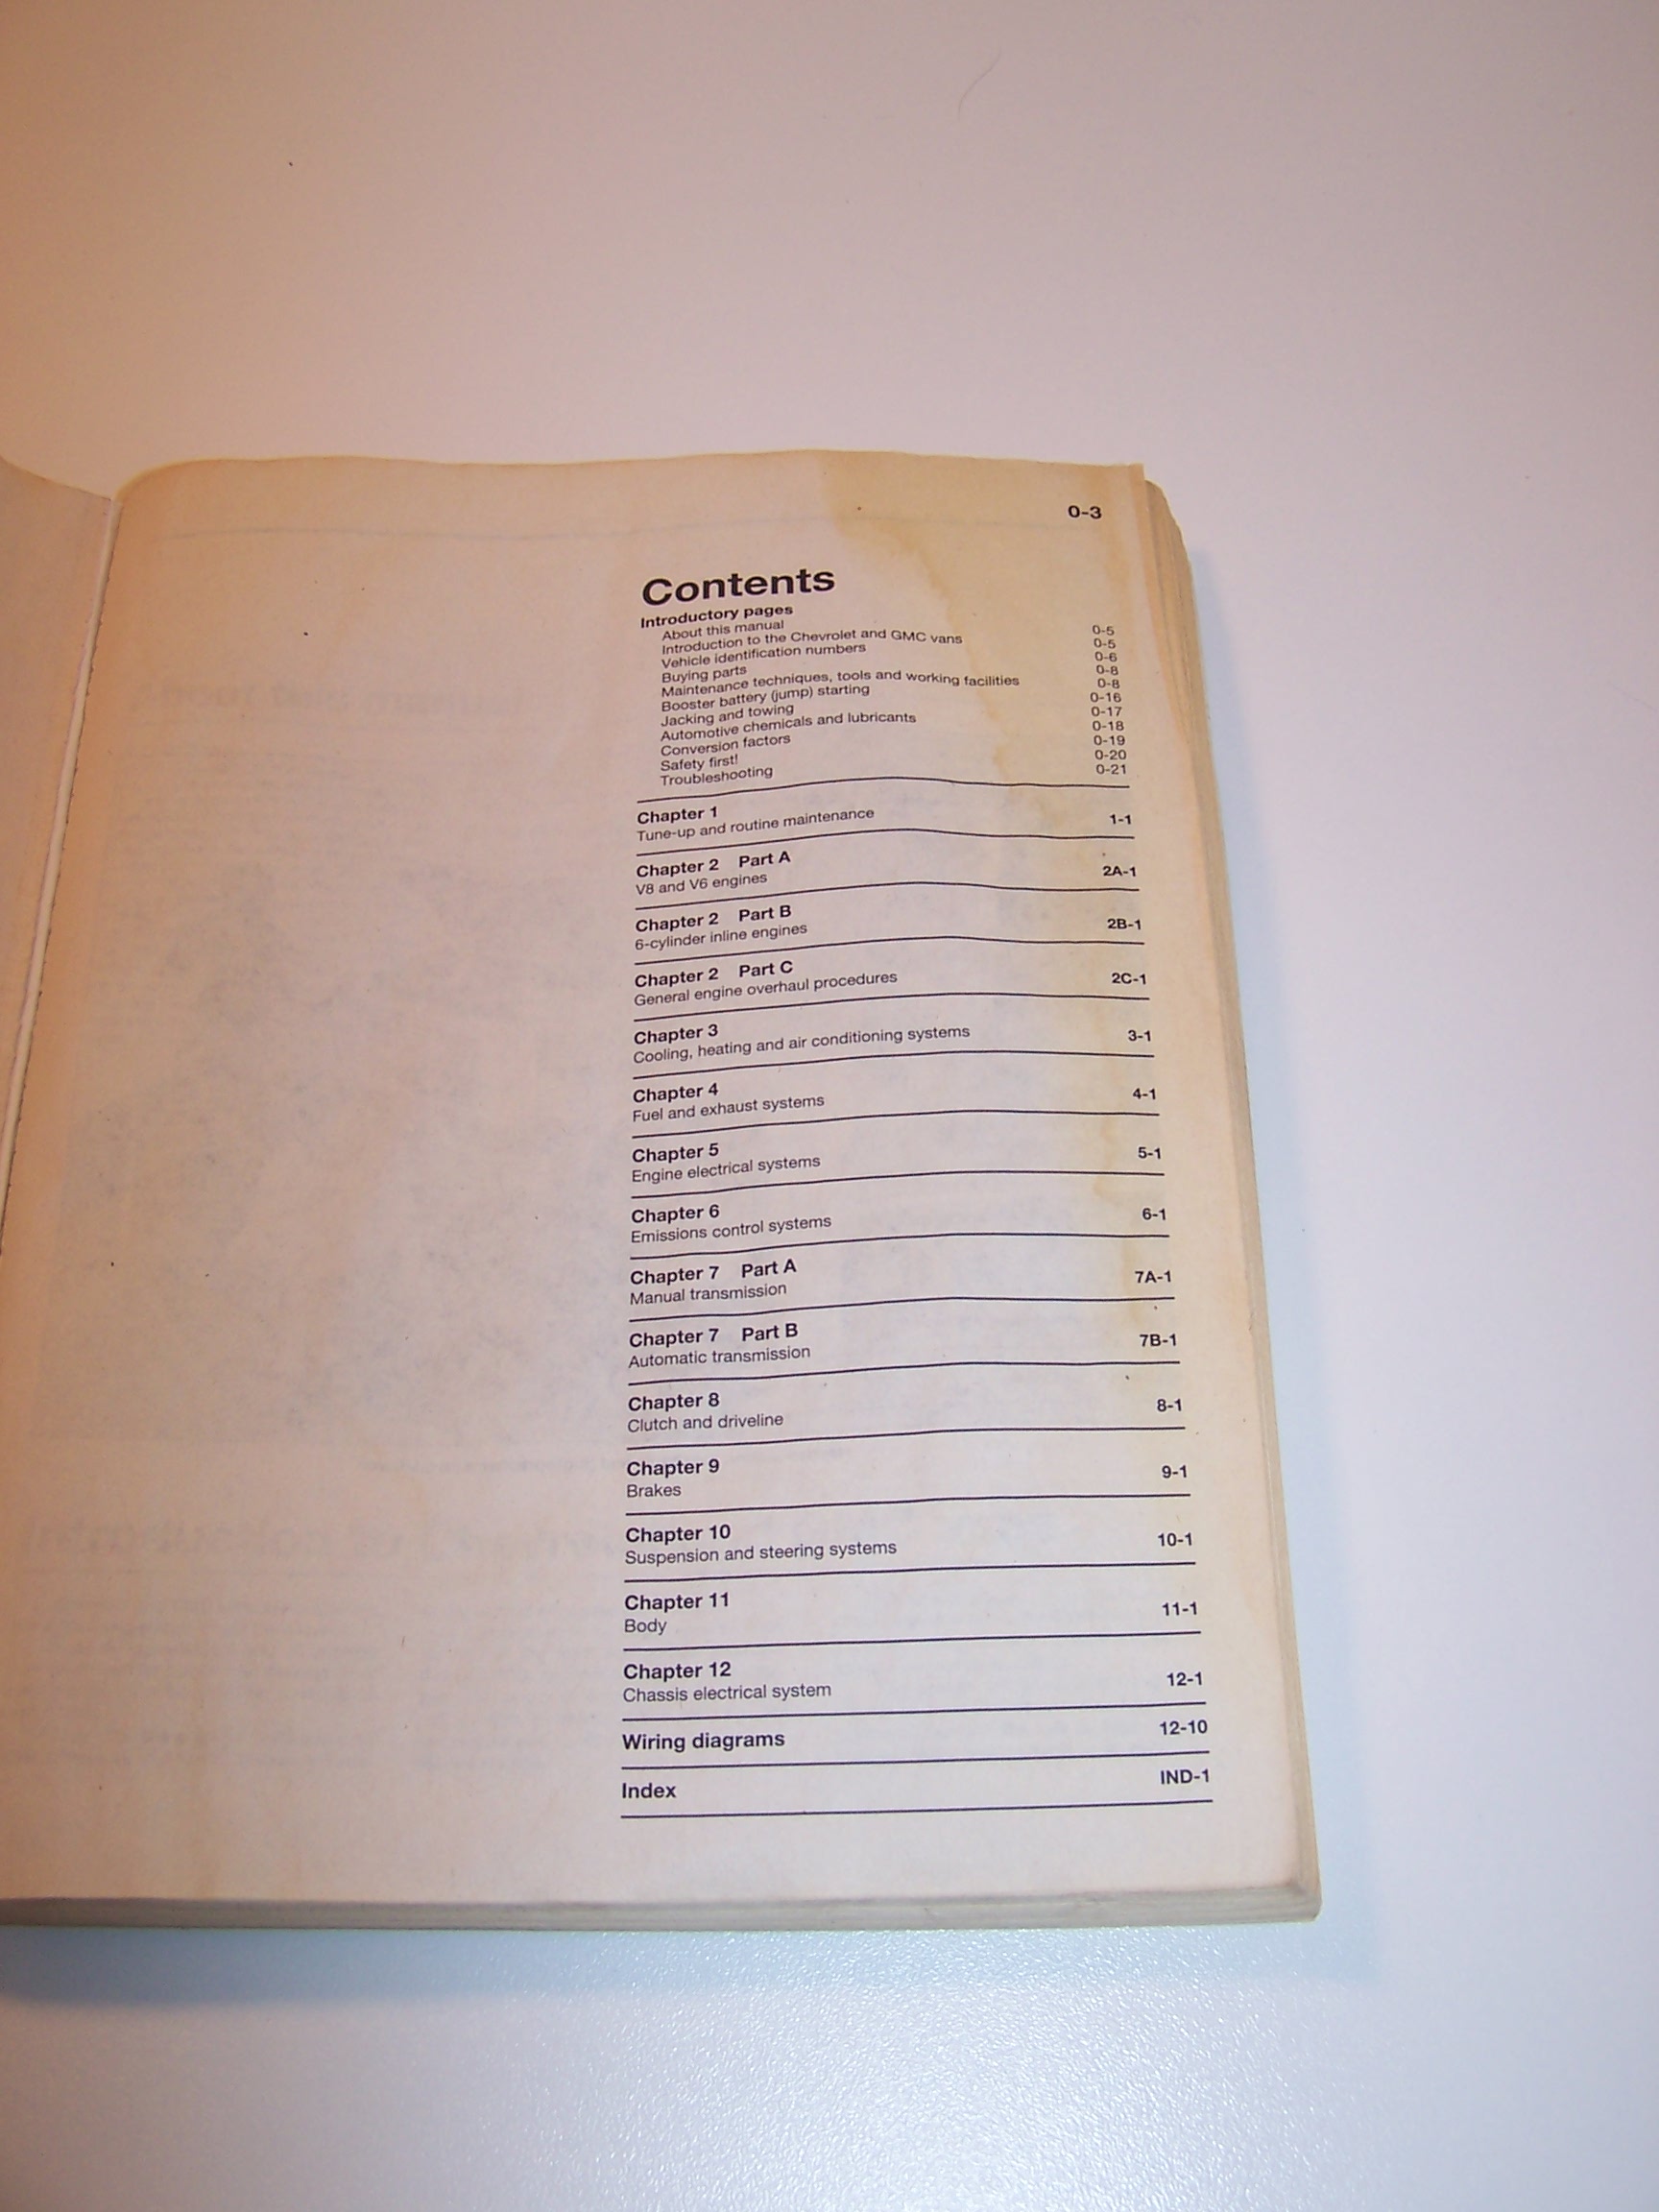 0-3
Contents
Introductory pages
About this manual 0-5
Introduction to the Chevrolet and GMC vans 0-5
Vehicle identification numbers 0-6
Buying parts 0-8
Maintenance techniques, tools and working facilities 0-8
Booster battery (jump) starting 0-16
Jacking and towing 0-17
Automotive chemicals and lubricants 0-18
Conversion factors 0-19
Safety first! 0-20
Troubleshooting 0-21
Chapter 1
Tune-up and routine maintenance 1-1
Chapter 2 Part A
V8 and V6 engines 2A-1
Chapter 2 Part B
6-cylinder inline engines 2B-1
Chapter 2 Part C
General engine overhaul procedures 2C-1
Chapter 3
Cooling, heating and air conditioning systems 3-1
Chapter 4
Fuel and exhaust systems 4-1
Chapter 5
Engine electrical systems 5-1
Chapter 6
Emissions control systems 6-1
Chapter 7 Part A
Manual transmission 7A-1
Chapter 7 Part B
Automatic transmission 7B-1
Chapter 8
Clutch and driveline 8-1
Chapter 9
Brakes 9-1
Chapter 10
Suspension and steering systems 10-1
Chapter 11
Body 11-1
Chapter 12
Chassis electrical system 12-1
Wiring diagrams 12-10
Index IND-1